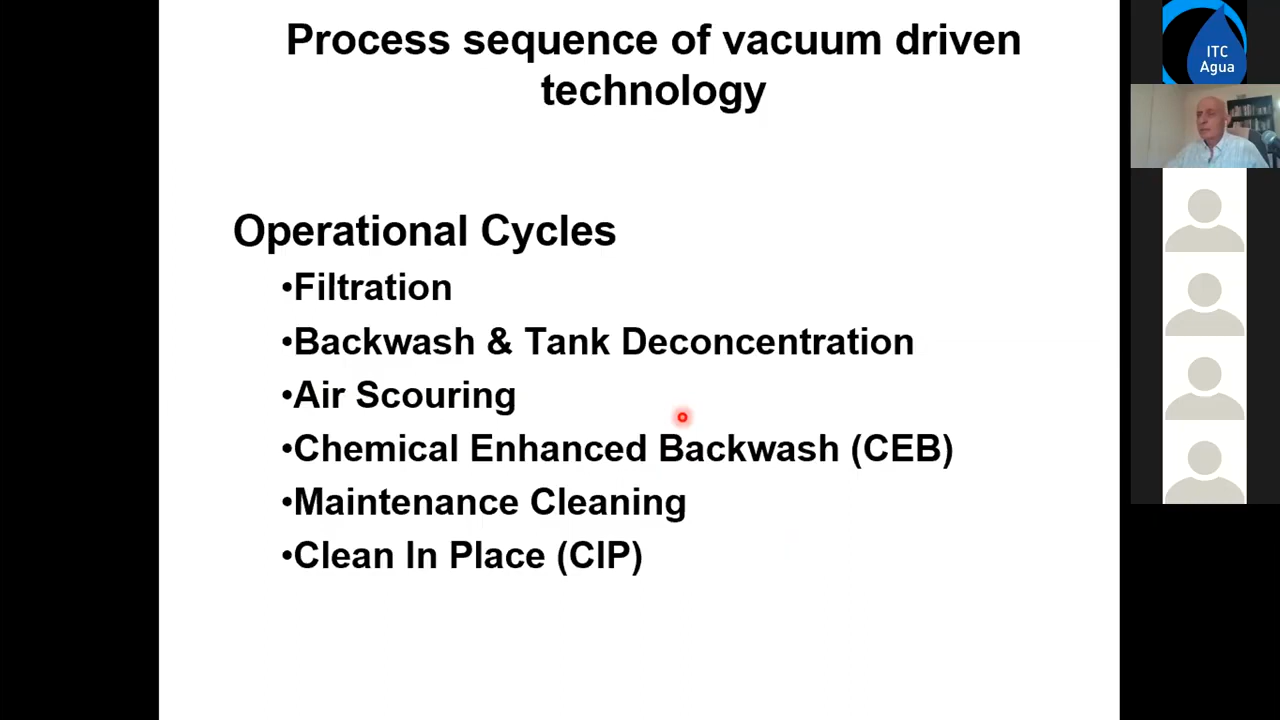 Process sequence of vacuum driven
technology
Operational Cycles
•Filtration
•Backwash & Tank Deconcentration
•Air Scouring
•Chemical Enhanced Backwash (CEB)
•Maintenance Cleaning
•Clean In Place (CIP)
ITC
Agua